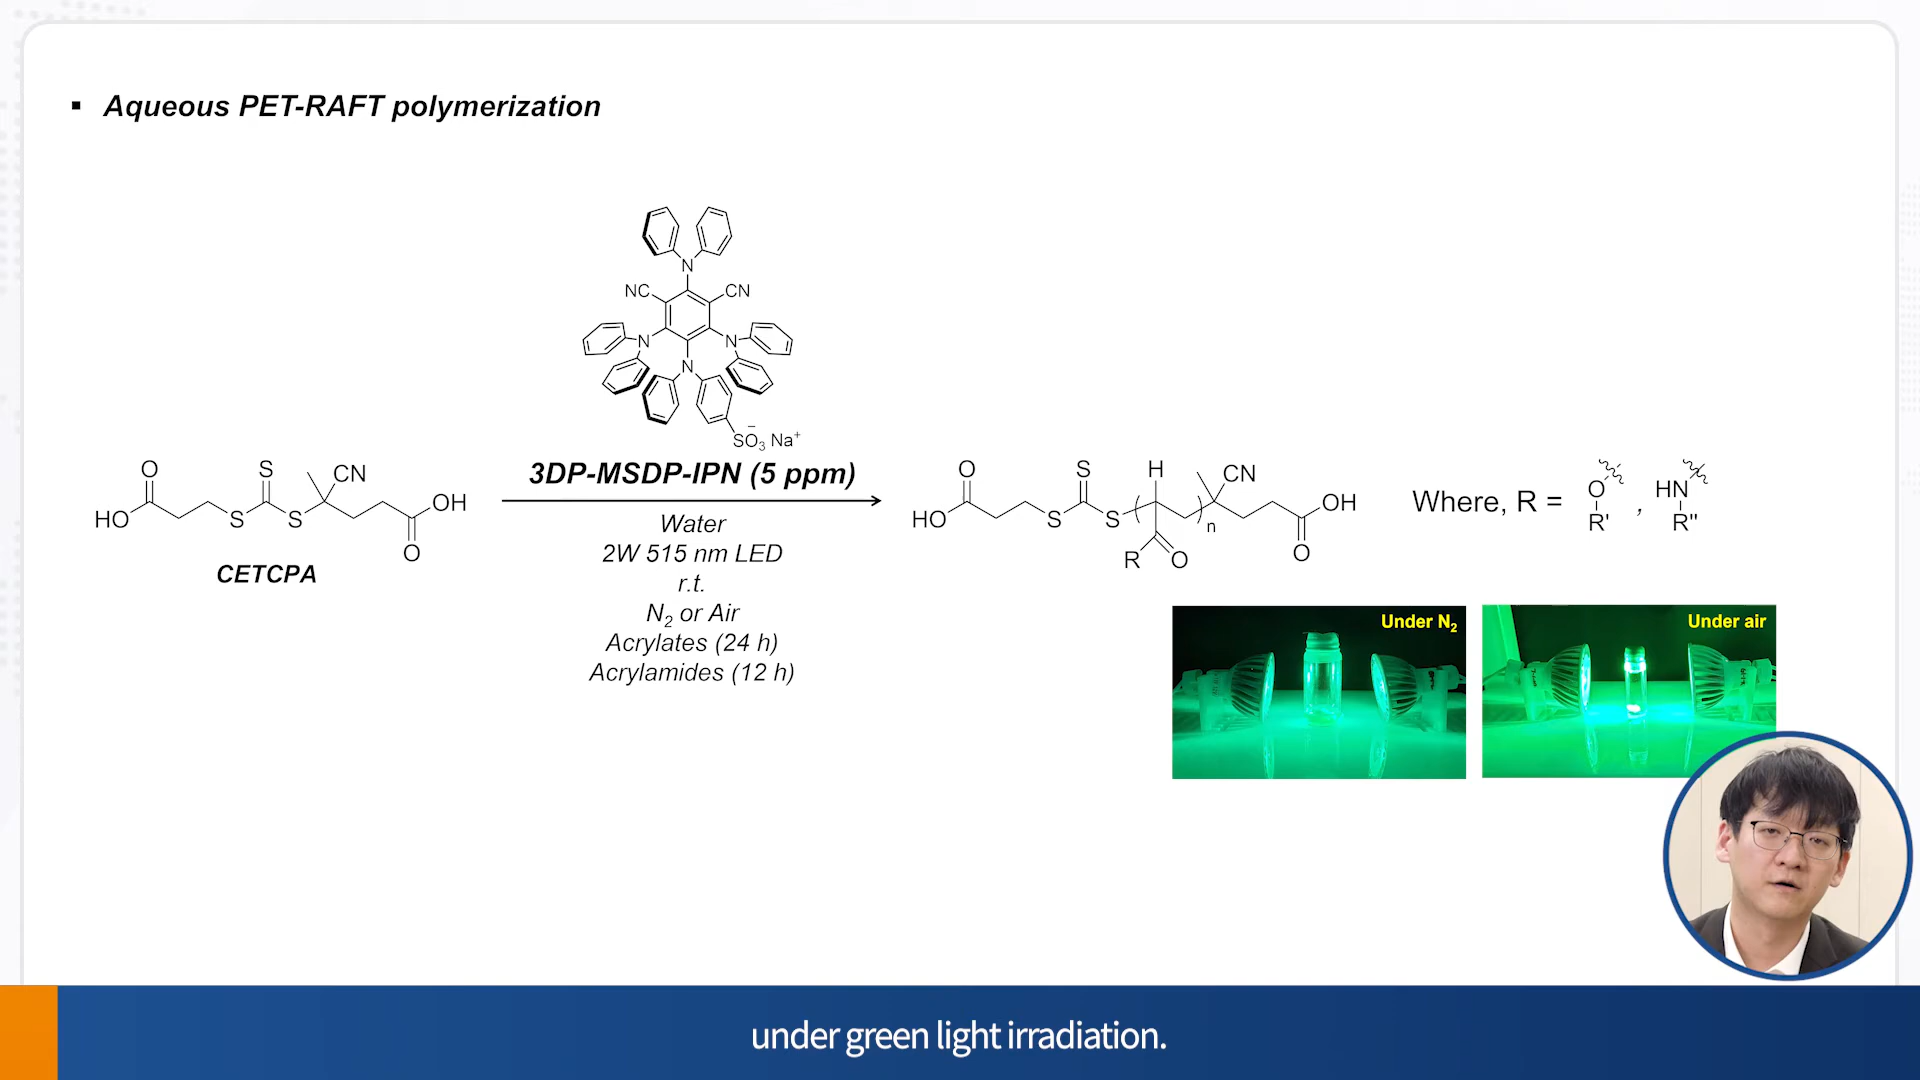 ▪ Aqueous PET-RAFT polymerization
N
NC CN
N N
N
SO3− Na+
3DP-MSDP-IPN (5 ppm)
Water
2W 515 nm LED
r.t.
N2 or Air
Acrylates (24 h)
Acrylamides (12 h)
O S CN
HO S S OH
O
CETCPA
O S H CN
HO S S ( )n OH
R O O
Where, R = O , HN
R' R"
Under N2
Under air
under green light irradiation.